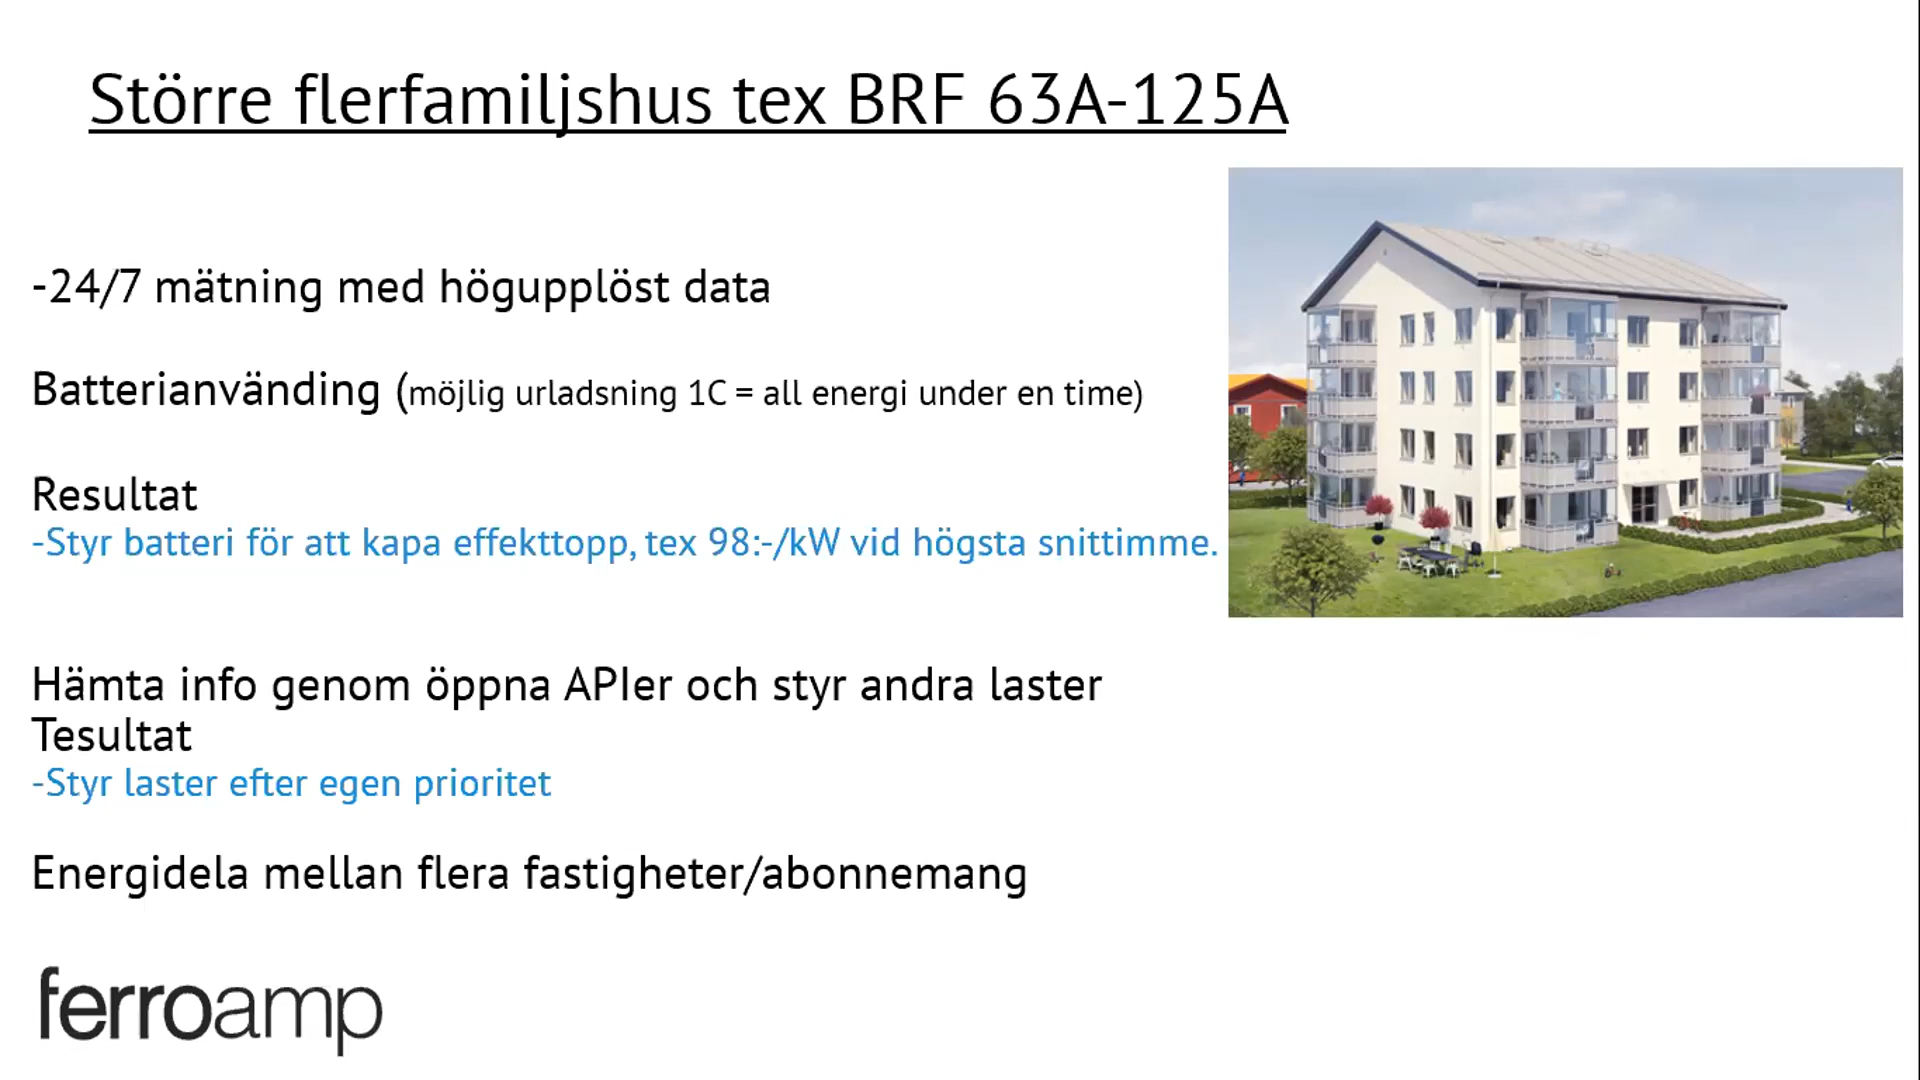 Större flerfamiljshus tex BRF 63A-125A
-24/7 mätning med högupplöst data
Batterianvänding (möjlig urladsning 1C = all energi under en time)
Resultat
-Styr batteri för att kapa effekttopp, tex 98:-/kW vid högsta snittimme.
Hämta info genom öppna APIer och styr andra laster
Tesultat
-Styr laster efter egen prioritet
Energidela mellan flera fastigheter/abonnemang
ferroamp